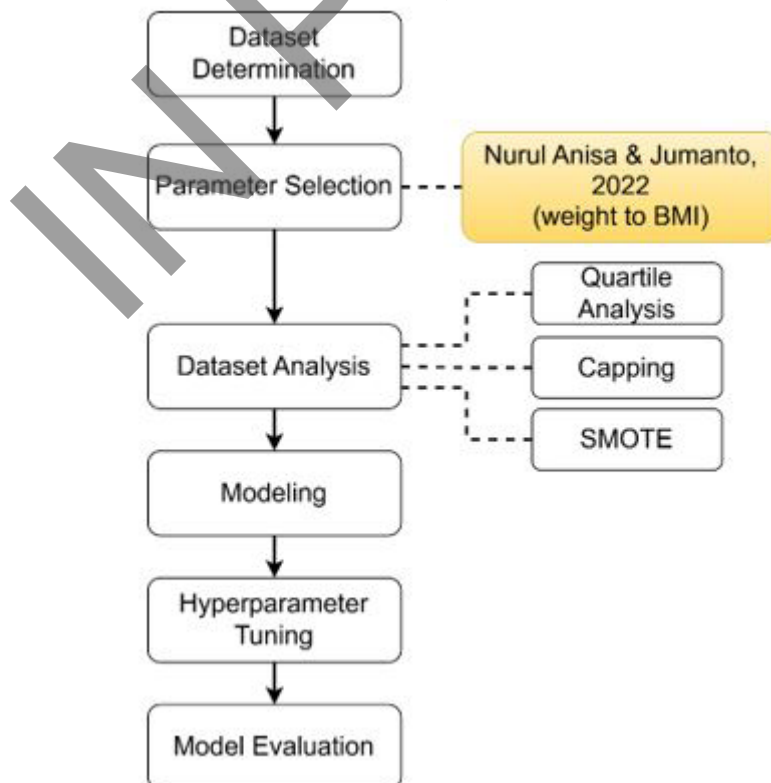 Dataset
Determination
Parameter Selection
Nurul Anisa & Jumanto,
2022
(weight to BMI)
Dataset Analysis
Quartile
Analysis
Capping
SMOTE
Modeling
Hyperparameter
Tuning
Model Evaluation
IN